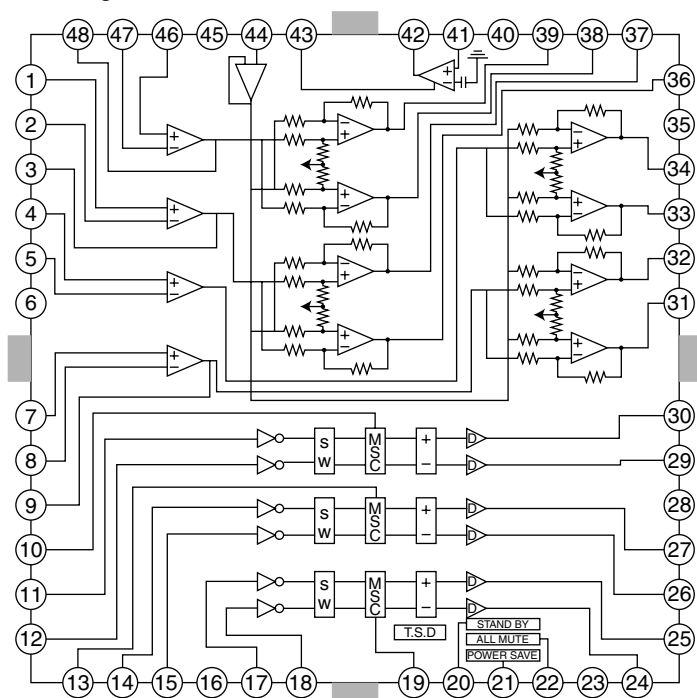 48 47 46 45 44 43 42 41 40 39 38 37
1 + − − + + − 36
2 + − 35
3 34
4 + − + − 33
5 + − − + − + 32
6 31
7 + − + − + −
8
9
10 S W M S C + − D D 30
11 29
12 S W M S C + − D D 28
27
26
S W M S C + − D D 25
T.S.D
STAND BY
ALL MUTE
POWER SAVE
13 14 15 16 17 18 19 20 21 22 23 24